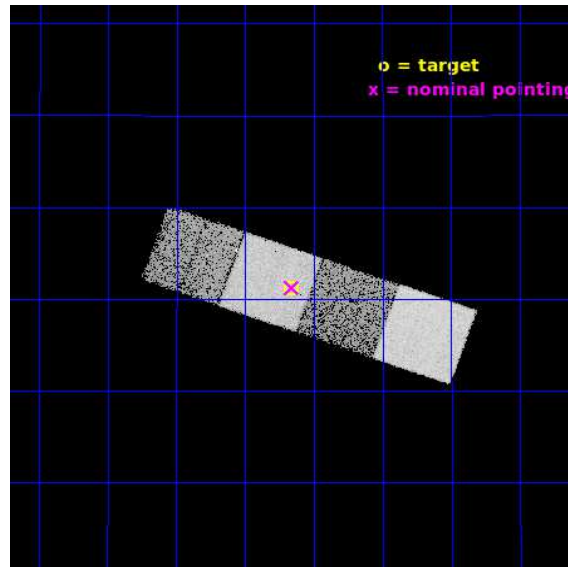 o = target
x = nominal pointing